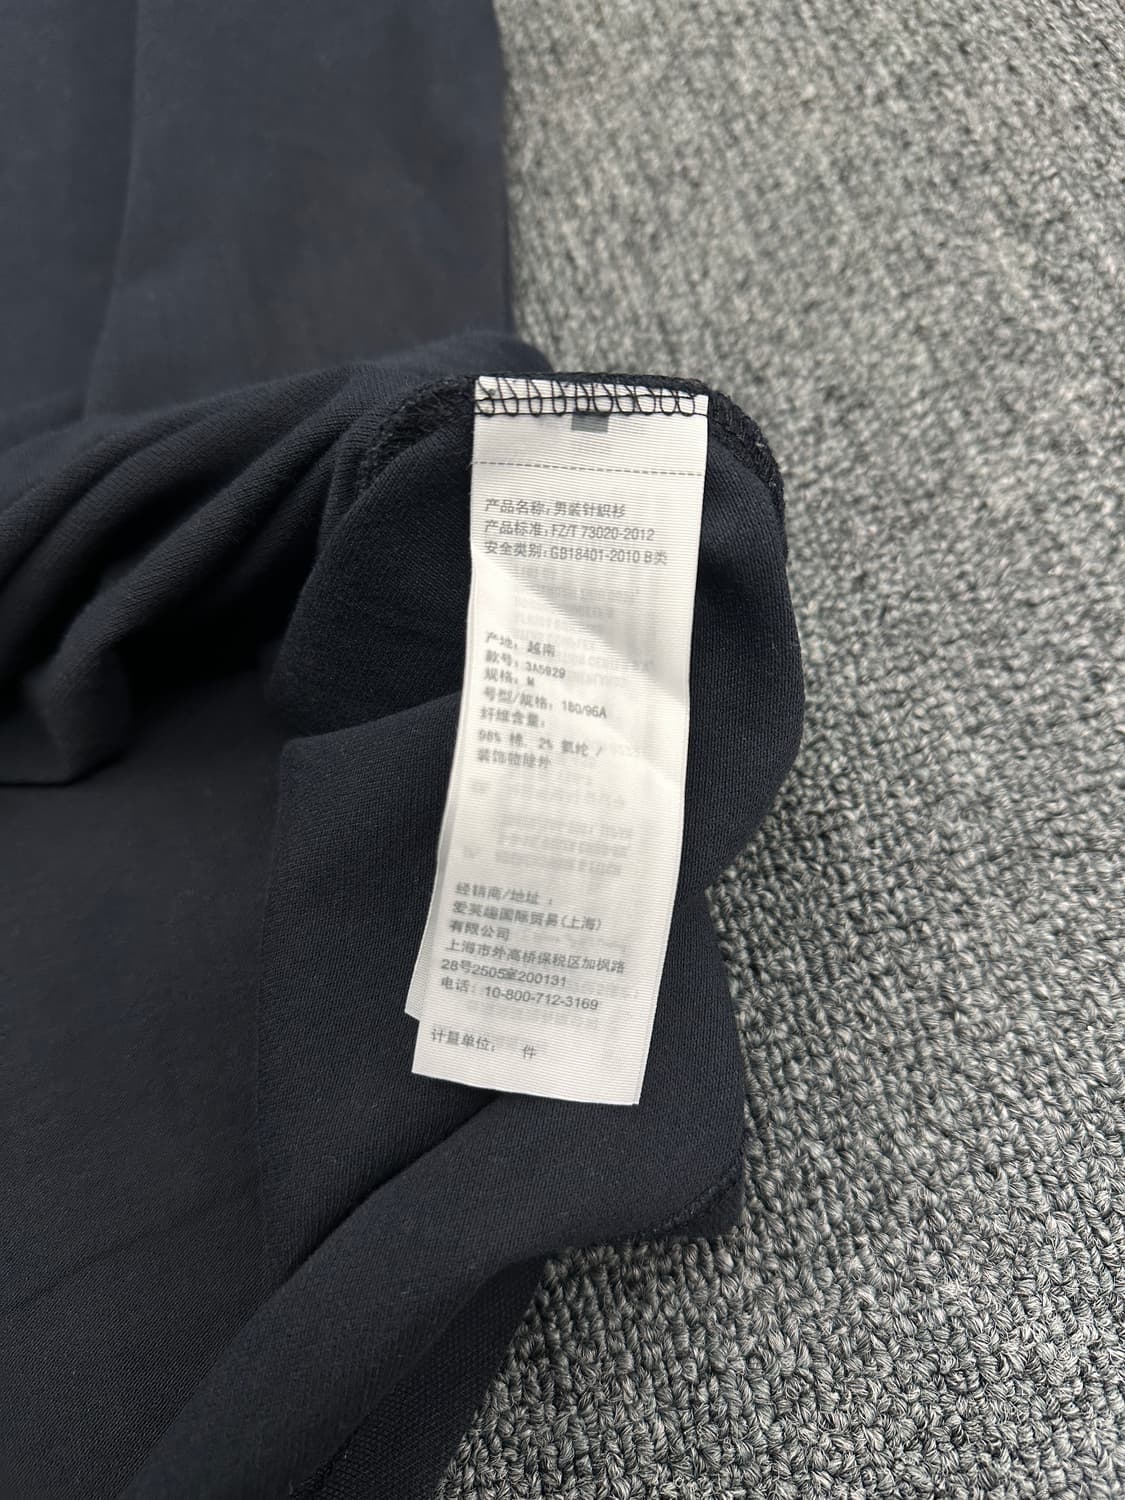 产品名称: 男装针织衫
产品标准: FZ/T 73020-2012
安全类别: GB18401-2010 B类
产地: 越南
款号: 3A5929
规格: M
号型/规格: 180/96A
纤维含量:
98% 棉, 2% 氨纶 /
装饰物除外
经销商/地址 :
国际贸易(上海)
有限公司
上海市外高桥保税区加枫路
28号2505室200131
电话: 10-800-712-3169
计量单位: 件